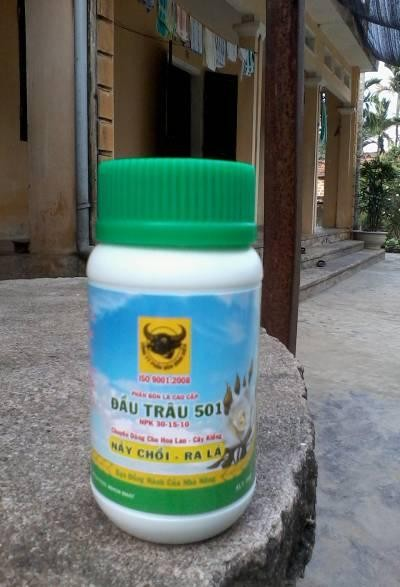 ISO 9001:2008
PHÂN BÓN LÁ CAO CẤP
ĐẦU TRÂU 501
NPK 30-15-10
Chuyên Dùng Cho Hoa Lan - Cây Kiểng
NẢY CHỒI - RA LÁ
Bạn Đồng Hành Của Nhà Nông